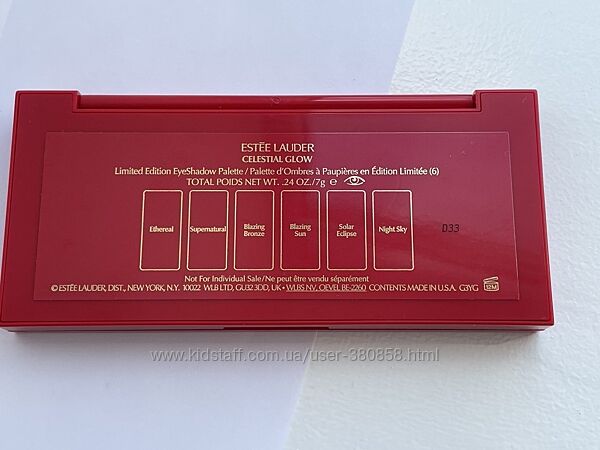 ESTĒE LAUDER
CELESTIAL GLOW
Limited Edition EyeShadow Palette / Palette d'Ombres à Paupières en Édition Limitée (6)
TOTAL POIDS NET WT. .24 OZ./7g e
Ethereal
Supernatural
Blazing Bronze
Blazing Sun
Solar Eclipse
Night Sky
D33
Not For Individual Sale/Ne peut être vendu séparément
© ESTĒE LAUDER, DIST., NEW YORK, N.Y. 10022 WLB LTD, GU32 3DD, UK • WLBS NV, OEVEL BE-2260 CONTENTS MADE IN U.S.A. G3YG
12M
www.kidstaff.com.ua/user-380858.html